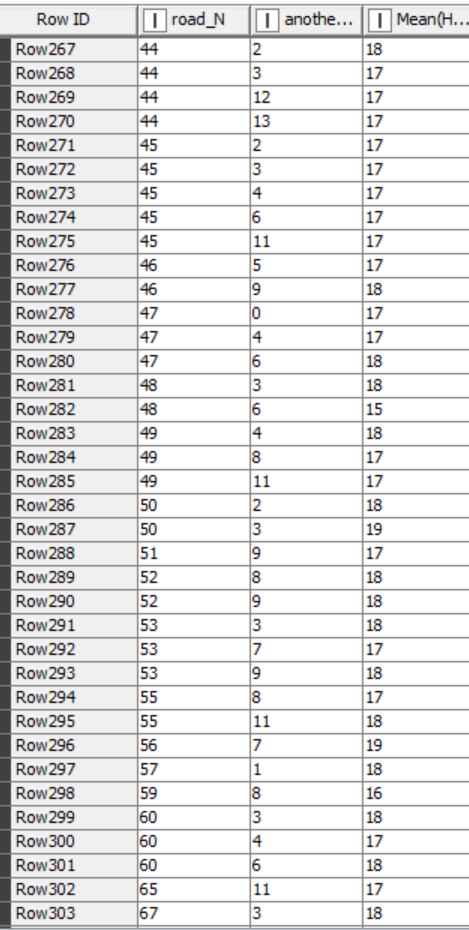 Row ID | road_N | anothe... | Mean(H...
Row267 44 2 18
Row268 44 3 17
Row269 44 12 17
Row270 44 13 17
Row271 45 2 17
Row272 45 3 17
Row273 45 4 17
Row274 45 6 17
Row275 45 11 17
Row276 46 5 17
Row277 46 9 18
Row278 47 0 17
Row279 47 4 17
Row280 47 6 18
Row281 48 3 18
Row282 48 6 15
Row283 49 4 18
Row284 49 8 17
Row285 49 11 17
Row286 50 2 18
Row287 50 3 19
Row288 51 9 17
Row289 52 8 18
Row290 52 9 18
Row291 53 3 18
Row292 53 7 17
Row293 53 9 18
Row294 55 8 17
Row295 55 11 18
Row296 56 7 19
Row297 57 1 18
Row298 59 8 16
Row299 60 3 18
Row300 60 4 17
Row301 60 6 18
Row302 65 11 17
Row303 67 3 18